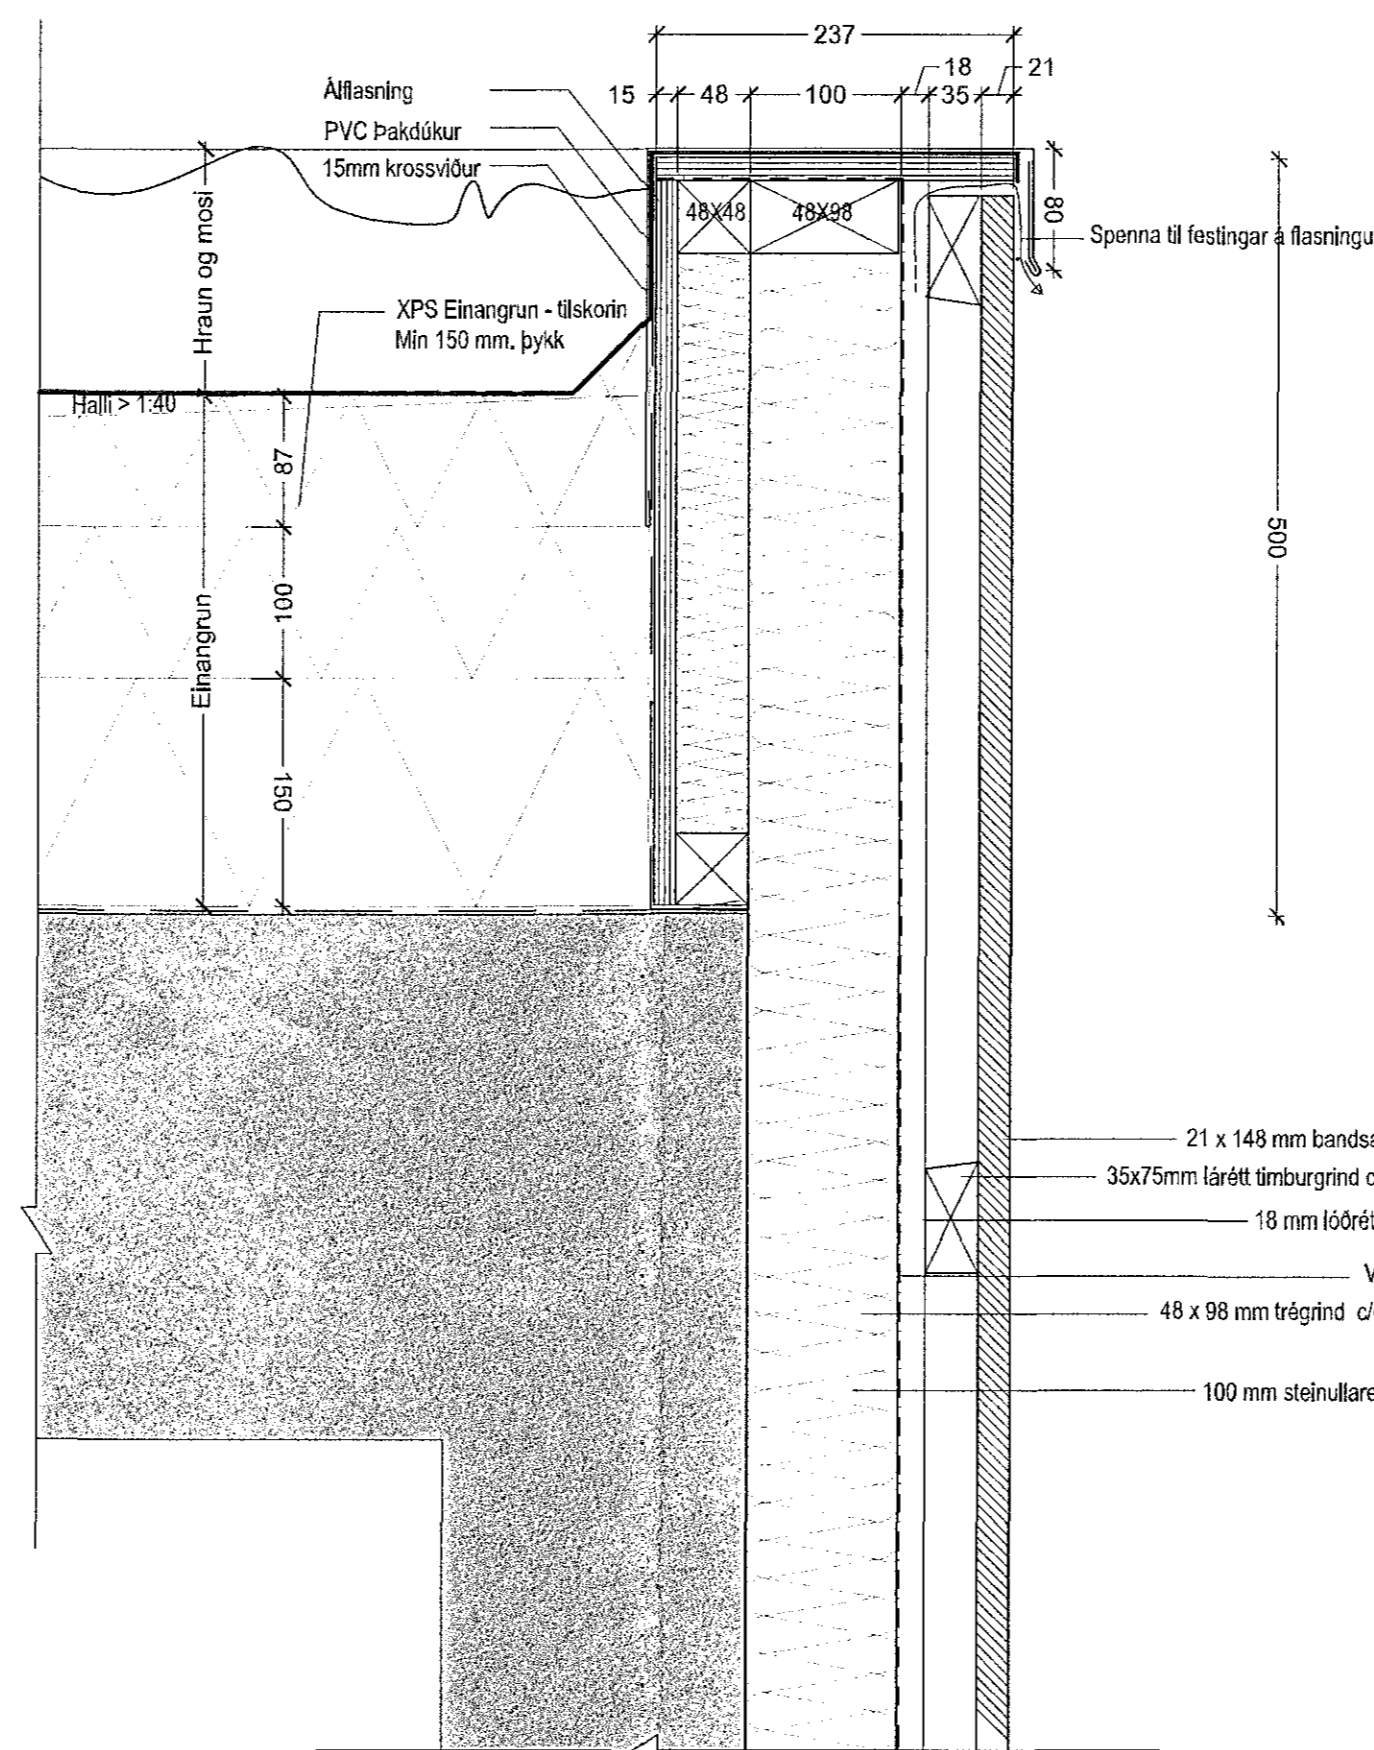 237
18
21
15
48
100
35
Álflasning
PVC Þakdúkur
15mm krossviður
48X48
48X98
80
Spenna til festingar á flasningu
Hraun og mosi
XPS Einangrun - tilskorin
Min 150 mm. þykk
Halli > 1:40
87
100
150
Einangrun
500
21 x 148 mm bandsa
35x75mm lárétt timburgrind c
18 mm lóðrét
V
48 x 98 mm trégrind c/
100 mm steinullare